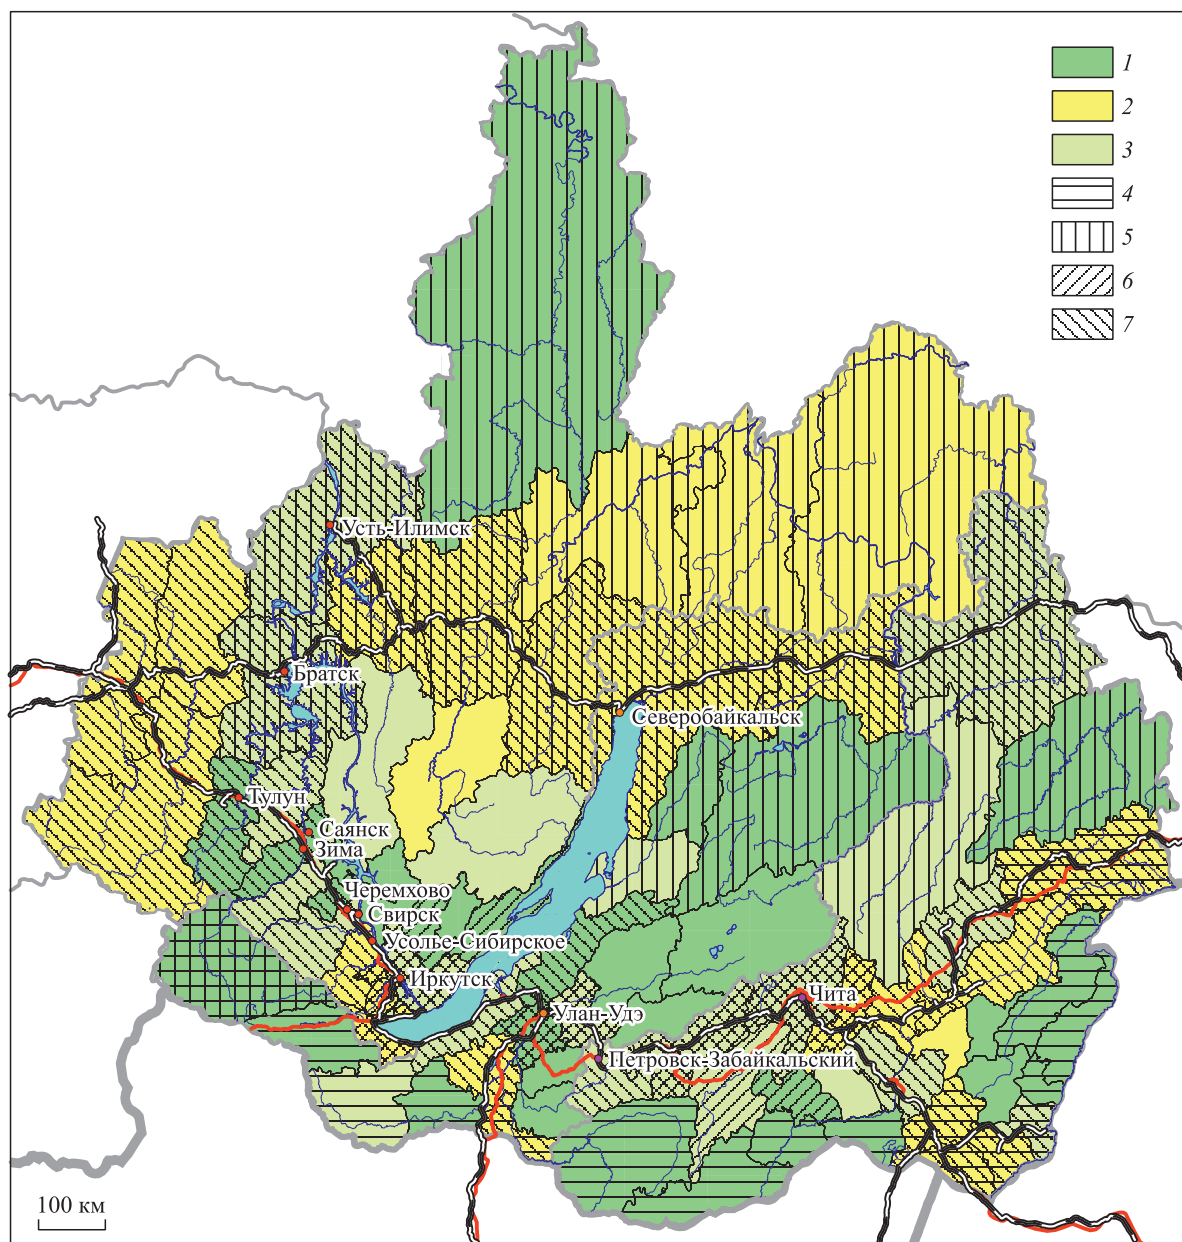 1
2
3
4
5
6
7
Усть-Илимск
Братск
Северобайкальск
Тулун
Саянск
Зима
Черемхово
Свирск
Усолье-Сибирское
Иркутск
Чита
Улан-Удэ
Петровск-Забайкальский
100 км